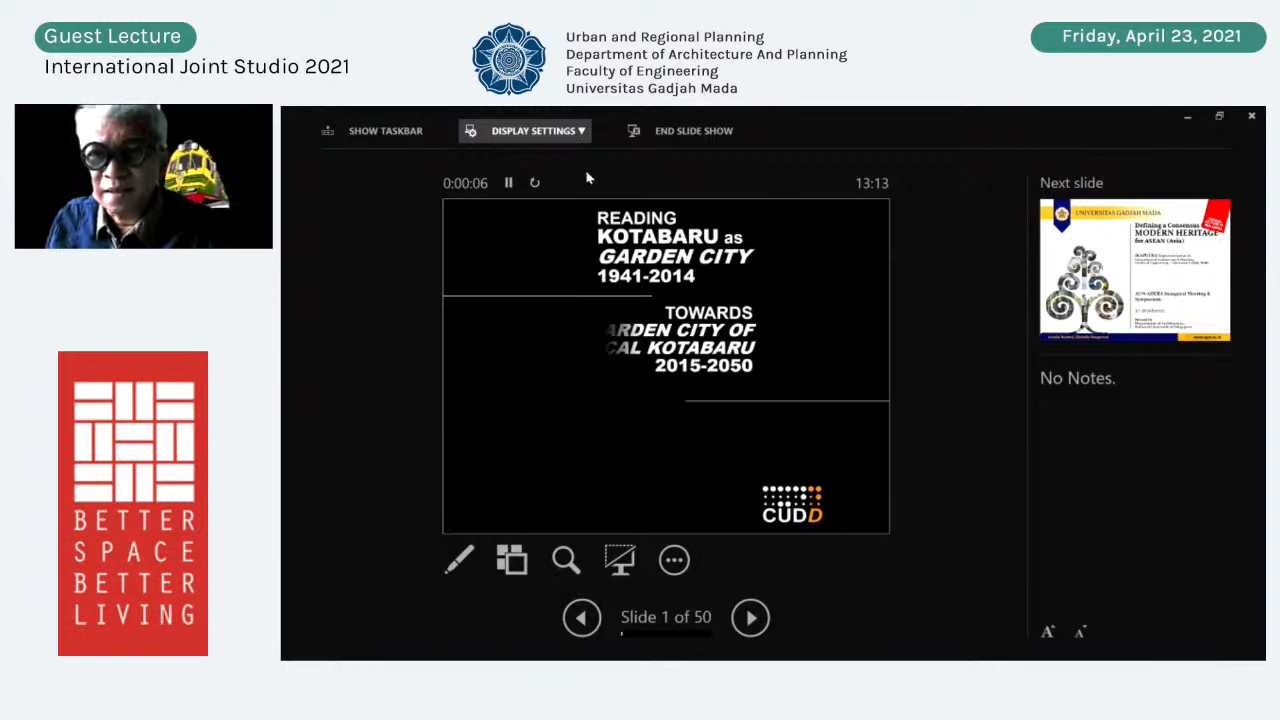 Guest Lecture
International Joint Studio 2021
Urban and Regional Planning
Department of Architecture And Planning
Faculty of Engineering
Universitas Gadjah Mada
Friday, April 23, 2021
SHOW TASKBAR
DISPLAY SETTINGS ▼
END SLIDE SHOW
0:00:06
13:13
READING
KOTABARU as
GARDEN CITY
1941-2014
TOWARDS
ARDEN CITY OF
CAL KOTABARU
2015-2050
CUDD
Slide 1 of 50
Next slide
UNIVERSITAS GADJAH MADA
Defining a Consensus
MODERN HERITAGE
for ASEAN (Asia)
No Notes.
BETTER
SPACE
BETTER
LIVING